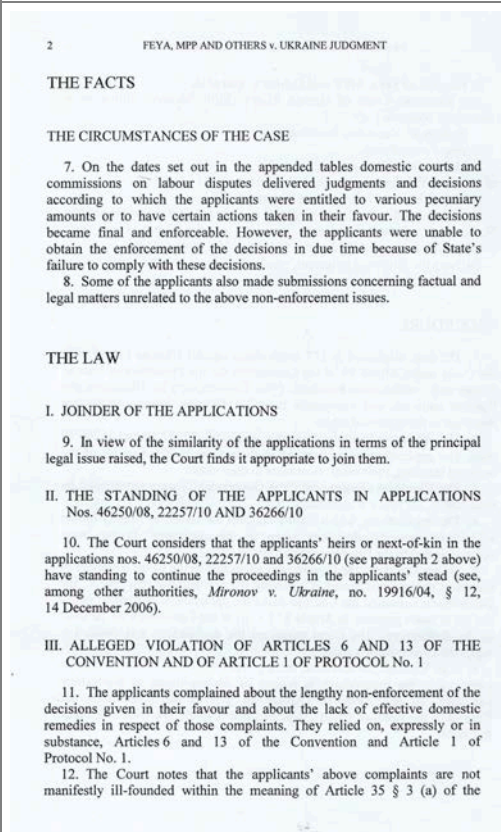 2 FEYA, MPP AND OTHERS v. UKRAINE JUDGMENT
THE FACTS
THE CIRCUMSTANCES OF THE CASE
7. On the dates set out in the appended tables domestic courts and
commissions on labour disputes delivered judgments and decisions
according to which the applicants were entitled to various pecuniary
amounts or to have certain actions taken in their favour. The decisions
became final and enforceable. However, the applicants were unable to
obtain the enforcement of the decisions in due time because of State's
failure to comply with these decisions.
8. Some of the applicants also made submissions concerning factual and
legal matters unrelated to the above non-enforcement issues.
THE LAW
I. JOINDER OF THE APPLICATIONS
9. In view of the similarity of the applications in terms of the principal
legal issue raised, the Court finds it appropriate to join them.
II. THE STANDING OF THE APPLICANTS IN APPLICATIONS
Nos. 46250/08, 22257/10 AND 36266/10
10. The Court considers that the applicants' heirs or next-of-kin in the
applications nos. 46250/08, 22257/10 and 36266/10 (see paragraph 2 above)
have standing to continue the proceedings in the applicants' stead (see,
among other authorities, Mironov v. Ukraine, no. 19916/04, § 12,
14 December 2006).
III. ALLEGED VIOLATION OF ARTICLES 6 AND 13 OF THE
CONVENTION AND OF ARTICLE 1 OF PROTOCOL No. 1
11. The applicants complained about the lengthy non-enforcement of the
decisions given in their favour and about the lack of effective domestic
remedies in respect of those complaints. They relied on, expressly or in
substance, Articles 6 and 13 of the Convention and Article 1 of
Protocol No. 1.
12. The Court notes that the applicants' above complaints are not
manifestly ill-founded within the meaning of Article 35 § 3 (a) of the